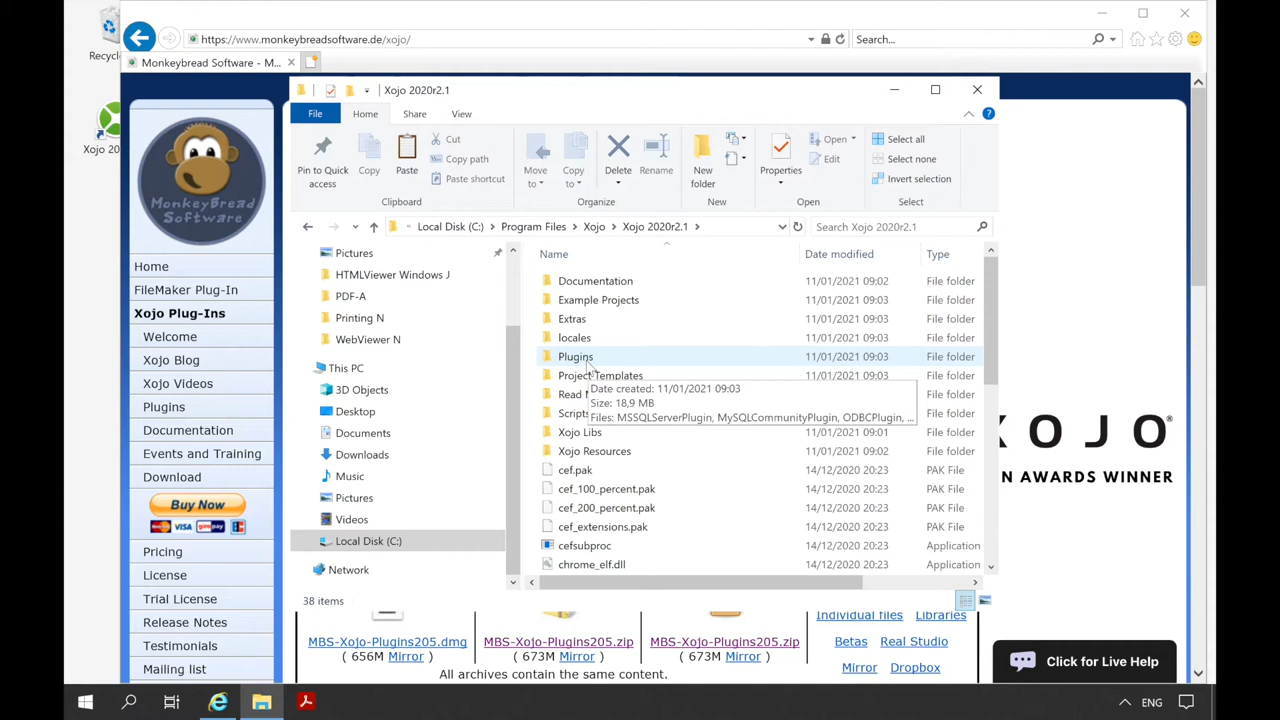 https://www.monkeybreadsoftware.de/xojo/
Search...
Recycl
Monkeybread Software - M...
Xojo 2020r2.1
File
Home
Share
View
Cut
Copy path
Paste shortcut
Pin to Quick access
Copy
Paste
Move to
Copy to
Delete
Rename
New folder
Properties
Open
Edit
Select all
Select none
Invert selection
Clipboard
Organize
New
Open
Select
Local Disk (C:) > Program Files > Xojo > Xojo 2020r2.1 >
Search Xojo 2020r2.1
Xojo 20
MonkeyBread
Software
Home
FileMaker Plug-In
Xojo Plug-Ins
Welcome
Xojo Blog
Xojo Videos
Plugins
Documentation
Events and Training
Download
Buy Now
Pricing
License
Trial License
Release Notes
Testimonials
Mailing list
Pictures
HTMLViewer Windows J
PDF-A
Printing N
WebViewer N
This PC
3D Objects
Desktop
Documents
Downloads
Music
Pictures
Videos
Local Disk (C:)
Network
Name Date modified Type
Documentation 11/01/2021 09:02 File folder
Example Projects 11/01/2021 09:03 File folder
Extras 11/01/2021 09:03 File folder
locales 11/01/2021 09:03 File folder
Plugins 11/01/2021 09:03 File folder
Project Templates 11/01/2021 09:03 File folder
Read
Date created: 11/01/2021 09:03
Size: 18,9 MB
Files: MSSQLServerPlugin, MySQLCommunityPlugin, ODBCPlugin, ...
File folder
Scripts
File folder
Xojo Libs 11/01/2021 09:01 File folder
Xojo Resources 11/01/2021 09:02 File folder
cef.pak 14/12/2020 20:23 PAK File
cef_100_percent.pak 14/12/2020 20:23 PAK File
cef_200_percent.pak 14/12/2020 20:23 PAK File
cef_extensions.pak 14/12/2020 20:23 PAK File
cefsubproc 14/12/2020 20:23 Application
chrome_elf.dll 14/12/2020 20:23 Application
38 items
XOJO
N AWARDS WINNER
MBS-Xojo-Plugins205.dmg
( 656M Mirror )
MBS-Xojo-Plugins205.zip
( 673M Mirror )
MBS-Xojo-Plugins205.zip
( 673M Mirror )
All archives contain the same content.
Individual files Libraries
Betas Real Studio
Mirror Dropbox
Click for Live Help
ENG